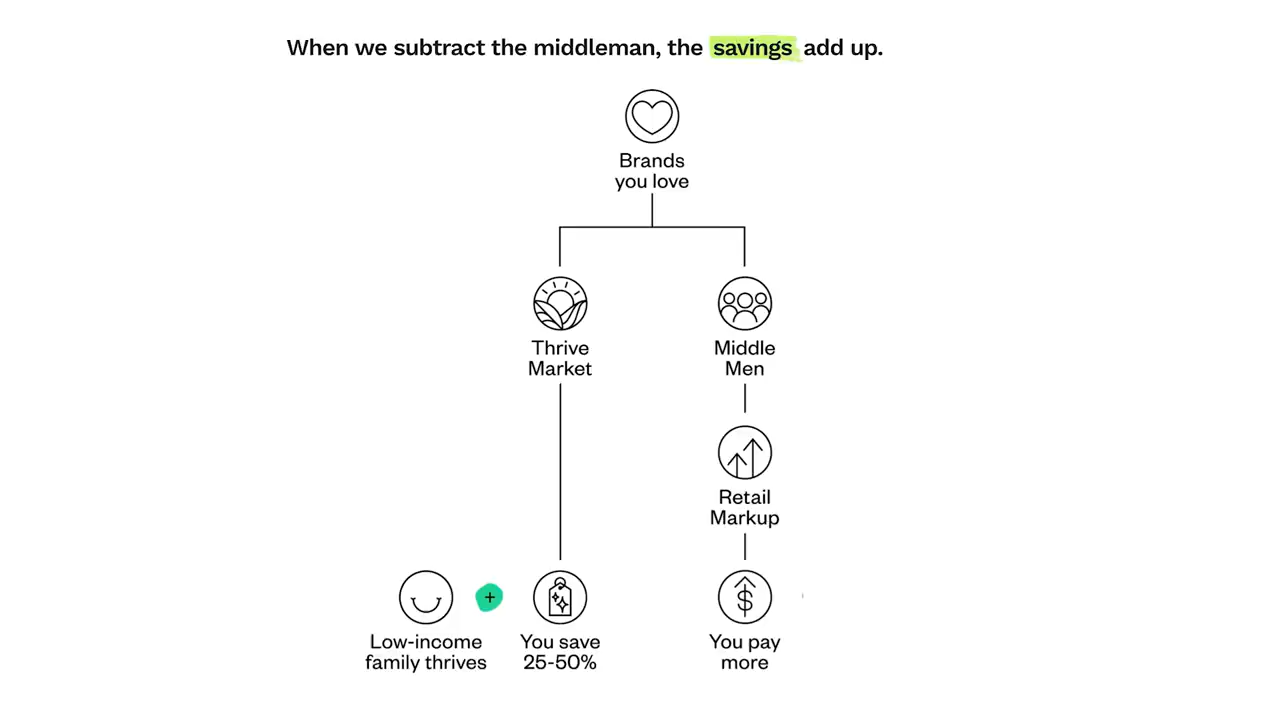 When we subtract the middleman, the savings add up.
Brands
you love
Thrive
Market
Middle
Men
Retail
Markup
+
Low-income
family thrives
You save
25-50%
$
You pay
more